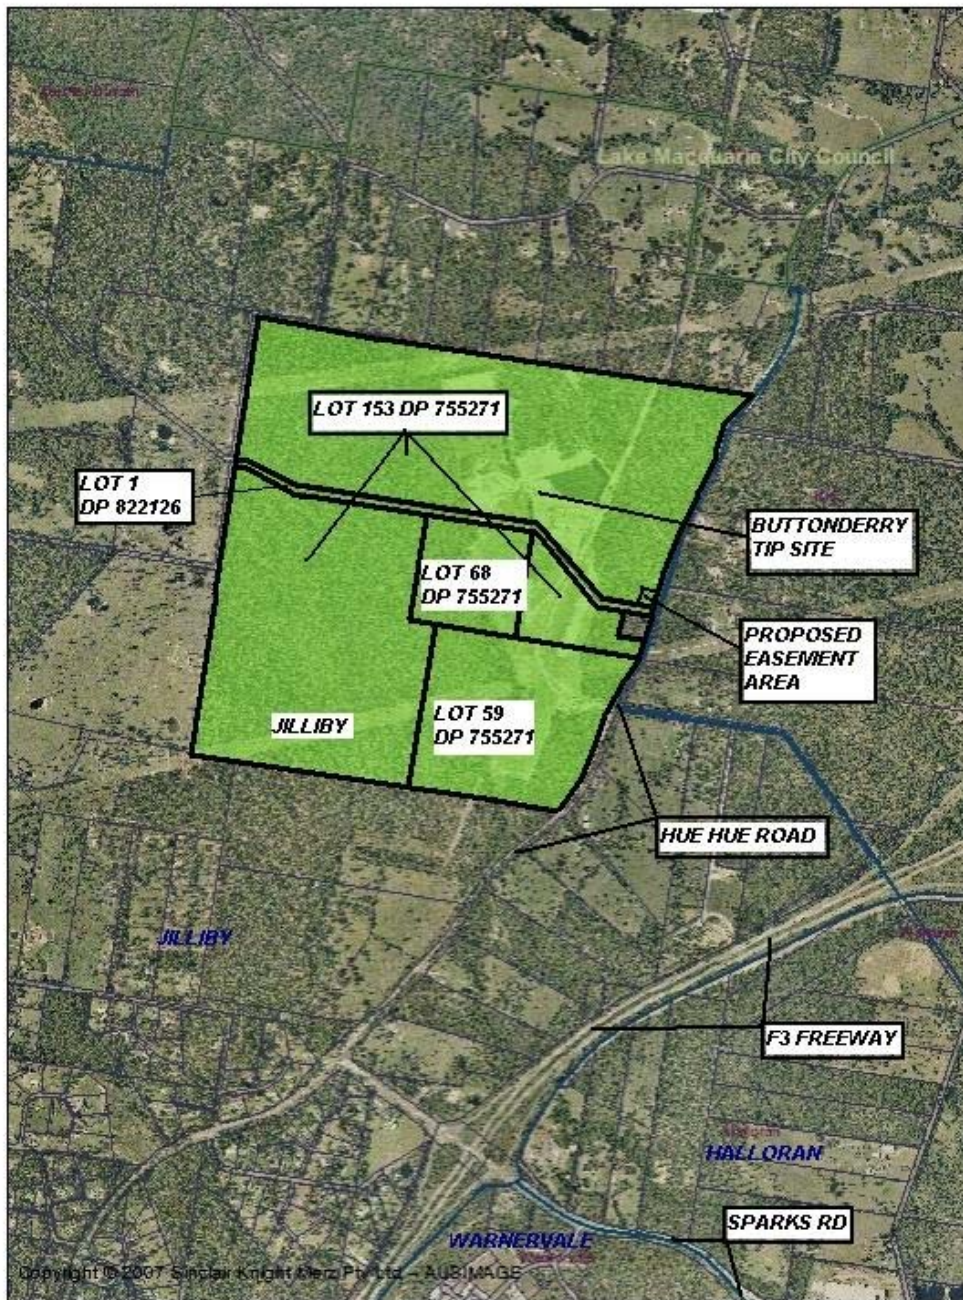 Lake Macquarie City Council
LOT 153 DP 755271
LOT 1
DP 822126
BUTTONDERRY
TIP SITE
LOT 68
DP 755271
PROPOSED
EASEMENT
AREA
LOT 59
DP 755271
JILLIBY
HUE HUE ROAD
JILLIBY
F3 FREEWAY
HALLORAN
SPARKS RD
WARNERVALE
Copyright © 2007 Sinclair Knight Merz Pty Ltd - AUSIMAGE